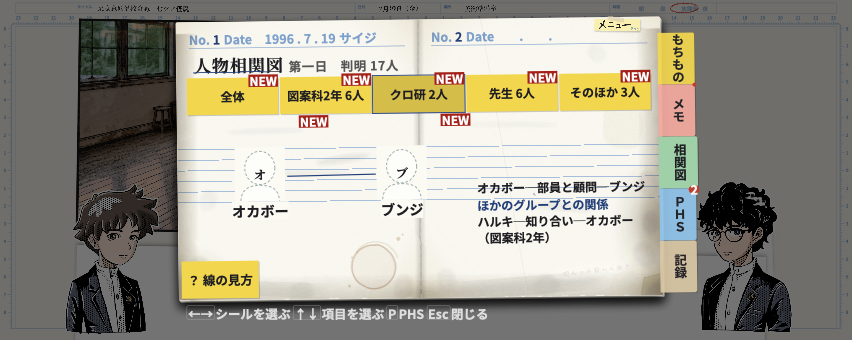 メニュー
No. 1 Date 1996 . 7 . 19 サイジ
No. 2 Date . .
人物相関図 第一日 判明 17人
NEW
NEW
NEW
NEW
NEW
全体
図案科2年 6人
クロ研 2人
先生 6人
そのほか 3人
NEW
NEW
オ
オカボー
ブ
ブンジ
オカボー─部員と顧問─ブンジ
ほかのグループとの関係
ハルキ─知り合い─オカボー
（図案科2年）
? 線の見方
もちもの
メモ
相関図
2
PHS
記録
←→ シールを選ぶ ↑↓ 項目を選ぶ P PHS Esc 閉じる